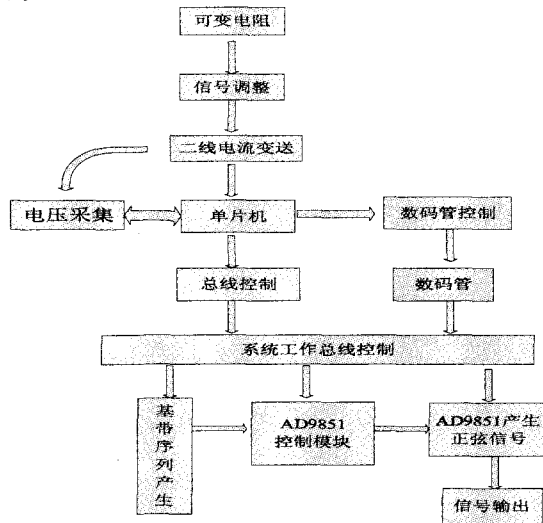 可变电阻
信号调整
二线电流变送
电压采集
单片机
数码管控制
总线控制
数码管
系统工作总线控制
基
带
序
列
产
生
AD9851
控制模块
AD9851产生
正弦信号
信号输出